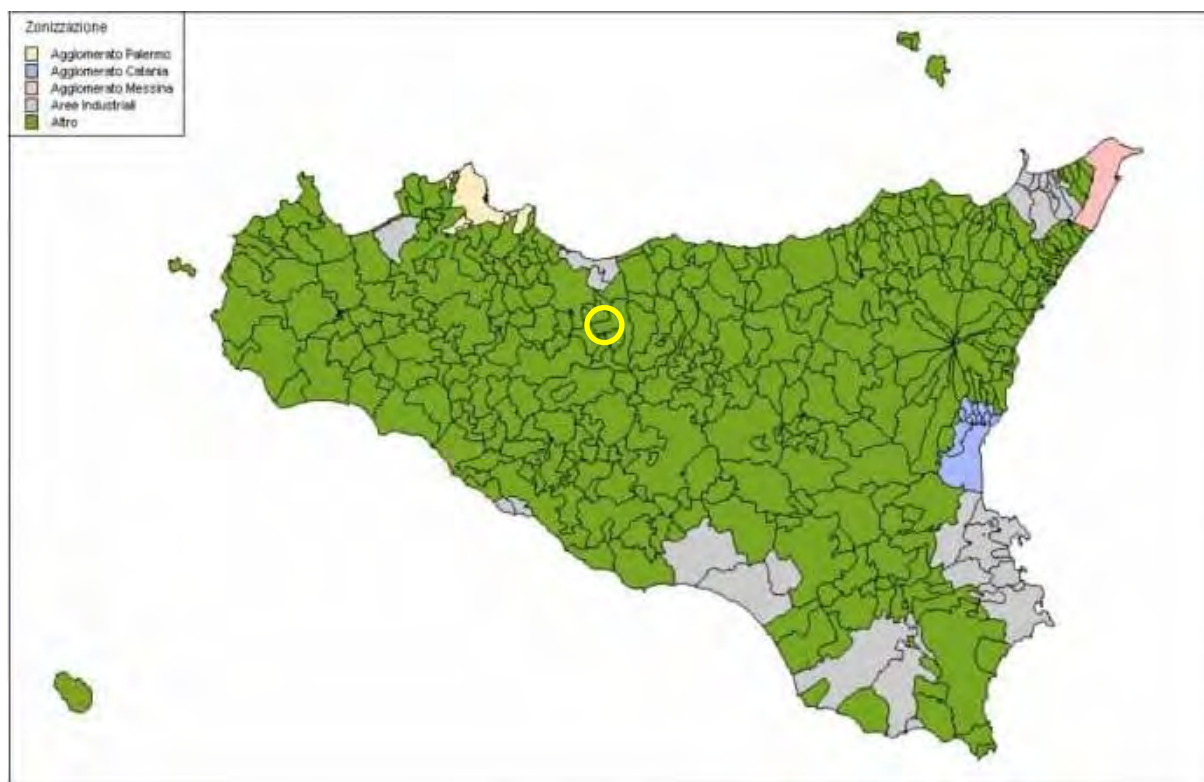 Zonizzazione
Agglomerato Palermo
Agglomerato Catania
Agglomerato Messina
Aree Industriali
Altro